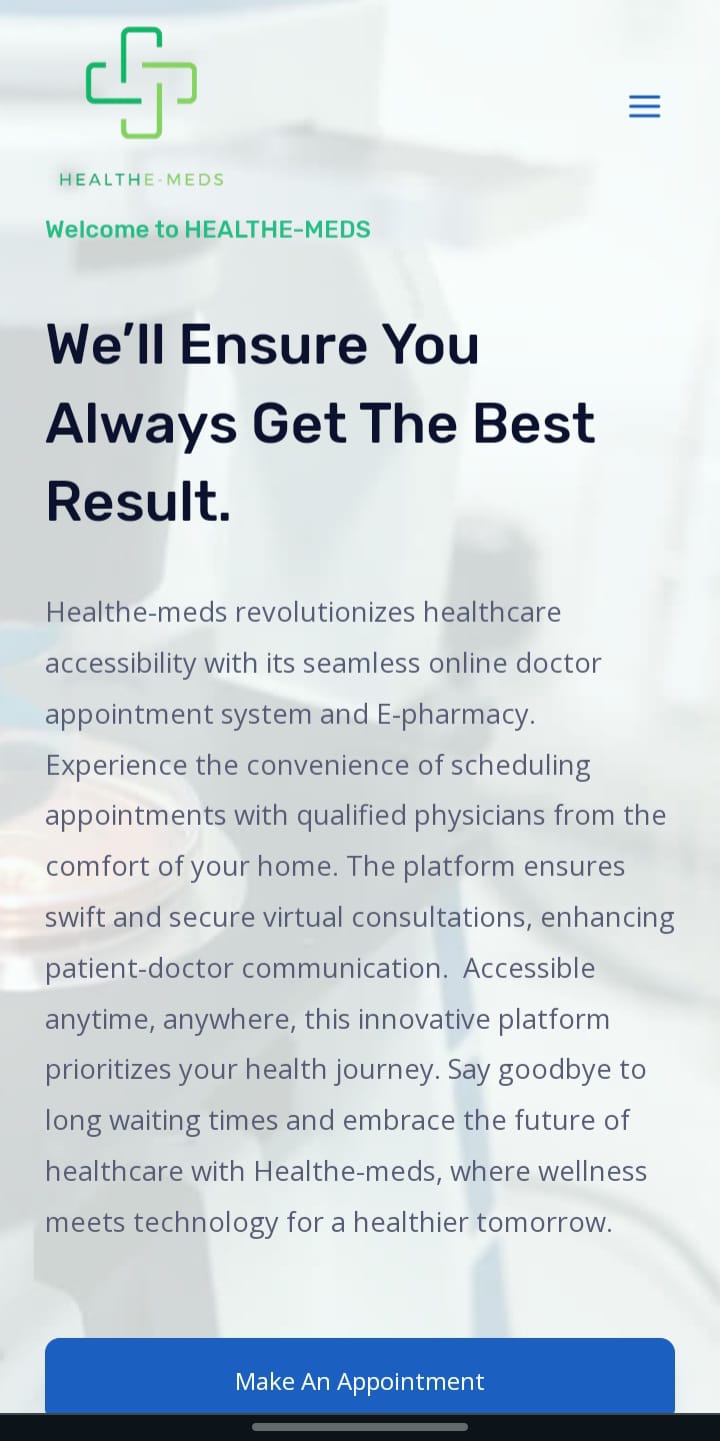 HEALTHE-MEDS
Welcome to HEALTHE-MEDS
We’ll Ensure You
Always Get The Best
Result.
Healthe-meds revolutionizes healthcare
accessibility with its seamless online doctor
appointment system and E-pharmacy.
Experience the convenience of scheduling
appointments with qualified physicians from the
comfort of your home. The platform ensures
swift and secure virtual consultations, enhancing
patient-doctor communication.  Accessible
anytime, anywhere, this innovative platform
prioritizes your health journey. Say goodbye to
long waiting times and embrace the future of
healthcare with Healthe-meds, where wellness
meets technology for a healthier tomorrow.
Make An Appointment